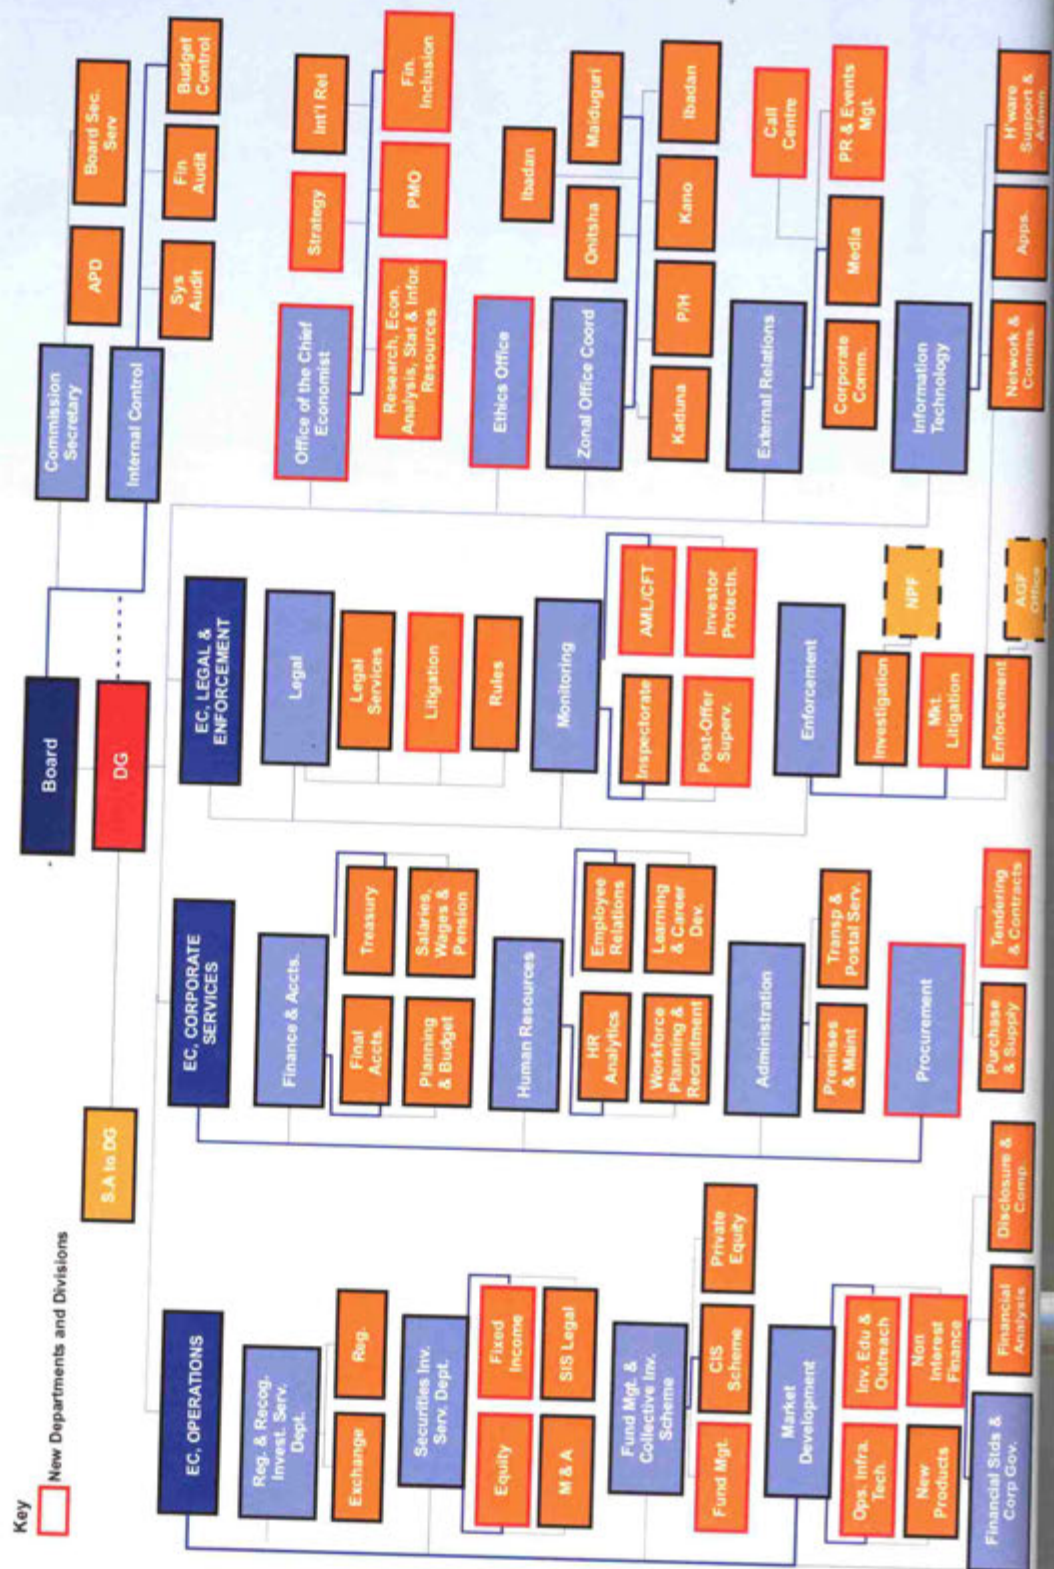 Key
New Departments and Divisions
Board
DG
S.A to DG
Commission
Secretary
APD
Board Sec.
Serv
Internal Control
Sys
Audit
Fin
Audit
Budget
Control
EC, OPERATIONS
Reg. & Recog.
Invest. Serv.
Dept.
Exchange
Reg.
Securities Inv.
Serv. Dept.
Equity
Fixed
Income
M & A
SIS Legal
Fund Mgt. &
Collective Inv.
Scheme
Fund Mgt.
CIS
Scheme
Private
Equity
Market
Development
Ops. Infra.
Tech.
Inv. Edu &
Outreach
New
Products
Non
Interest
Finance
Financial Stds &
Corp Gov.
Financial
Analysis
Disclosure &
Comp.
EC, CORPORATE
SERVICES
Finance & Accts.
Final
Accts.
Treasury
Planning
& Budget
Salaries,
Wages &
Pension
Human Resources
HR
Analytics
Employee
Relations
Workforce
Planning &
Recruitment
Learning
& Career
Dev.
Administration
Premises
& Maint
Transp &
Postal Serv.
Procurement
Purchase
& Supply
Tendering
& Contracts
EC, LEGAL &
ENFORCEMENT
Legal
Legal
Services
Litigation
Rules
Monitoring
Inspectorate
AML/CFT
Post-Offer
Superv.
Investor
Protectn.
Enforcement
Investigation
NPF
Mkt.
Litigation
Enforcement
AGF
Office
Office of the Chief
Economist
Strategy
Int'l Rel
Research, Econ.
Analysis, Stat & Infor.
Resources
PMO
Fin.
Inclusion
Ethics Office
Zonal Office Coord
Ibadan
Onitsha
Maiduguri
Kaduna
P/H
Kano
Ibadan
External Relations
Call
Centre
Corporate
Comm.
Media
PR & Events
Mgt.
Information
Technology
Network &
Comms.
Apps.
H'ware
Support &
Admin.